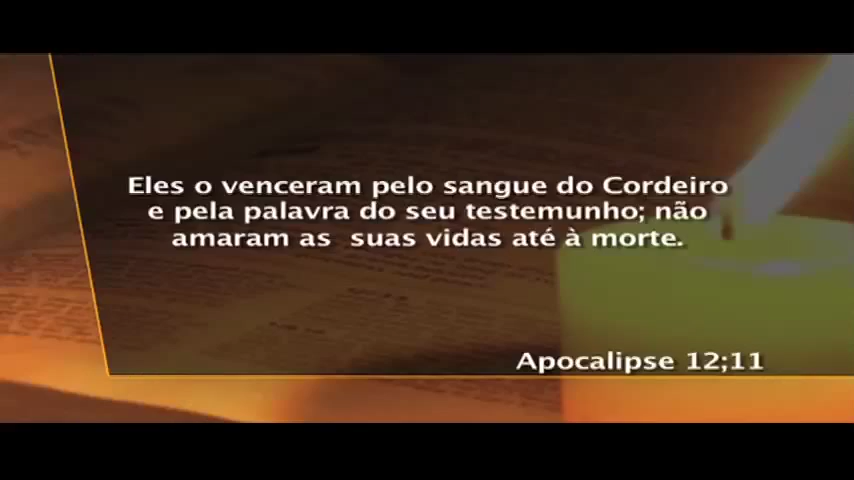 Eles o venceram pelo sangue do Cordeiro
e pela palavra do seu testemunho; não
amaram as suas vidas até à morte.
Apocalipse 12;11